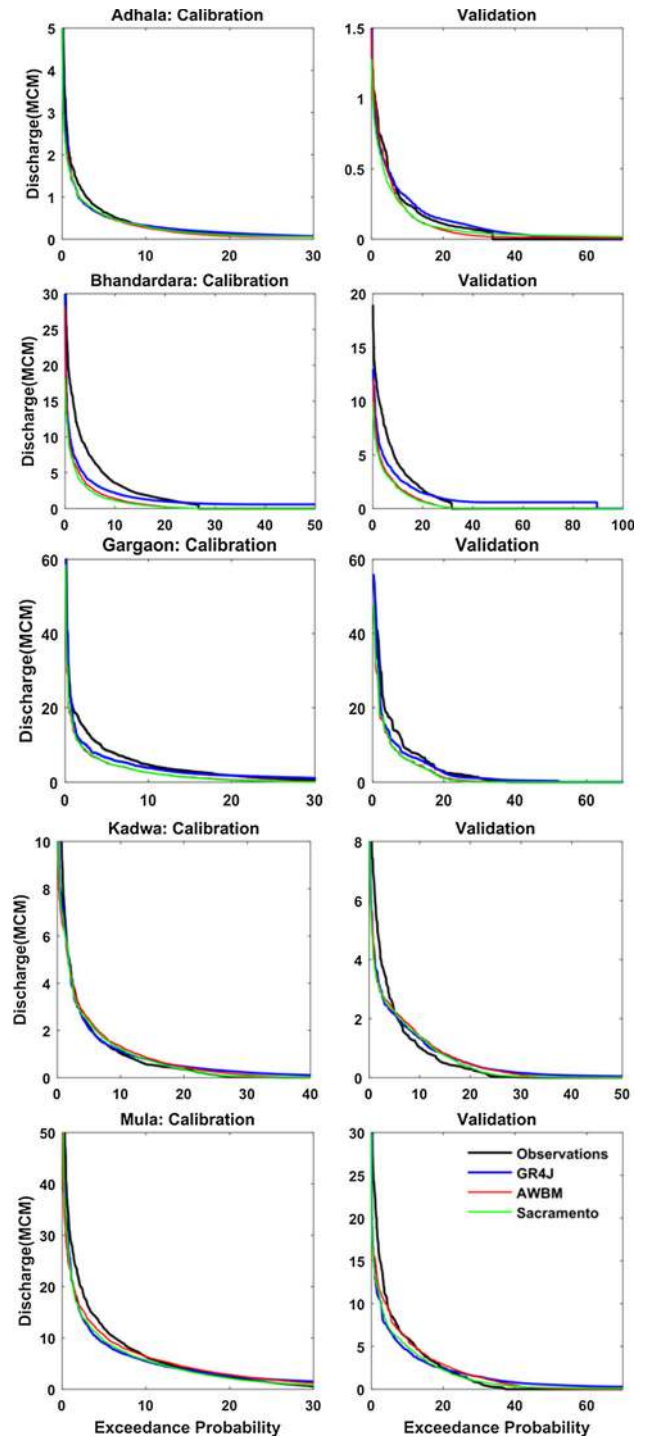 Adhala: Calibration
Validation
Discharge(MCM)
5
4
3
2
1
0
0 10 20 30
1.5
1
0.5
0
0 20 40 60
Bhandardara: Calibration
Validation
Discharge(MCM)
30
25
20
15
10
5
0
0 10 20 30 40 50
20
15
10
5
0
0 20 40 60 80 100
Gargaon: Calibration
Validation
Discharge(MCM)
60
40
20
0
0 10 20 30
60
40
20
0
0 20 40 60
Kadwa: Calibration
Validation
Discharge(MCM)
10
8
6
4
2
0
0 10 20 30 40
8
6
4
2
0
0 10 20 30 40 50
Mula: Calibration
Validation
Discharge(MCM)
50
40
30
20
10
0
0 10 20 30
Exceedance Probability
30
25
20
15
10
5
0
0 20 40 60
Exceedance Probability
Observations
GR4J
AWBM
Sacramento